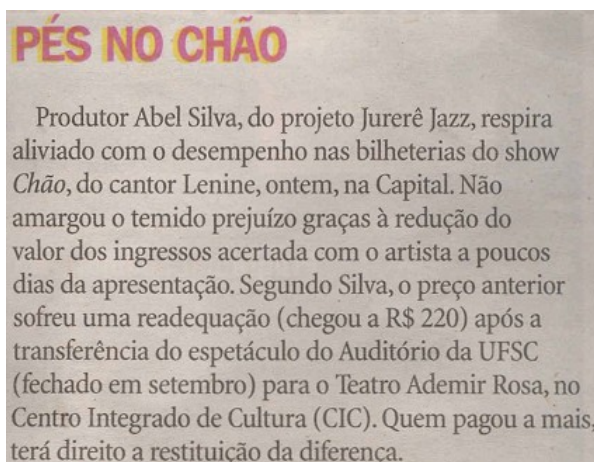 PÉS NO CHÃO
Produtor Abel Silva, do projeto Jurerê Jazz, respira
aliviado com o desempenho nas bilheterias do show
Chão, do cantor Lenine, ontem, na Capital. Não
amargou o temido prejuízo graças à redução do
valor dos ingressos acertada com o artista a poucos
dias da apresentação. Segundo Silva, o preço anterior
sofreu uma readequação (chegou a R$ 220) após a
transferência do espetáculo do Auditório da UFSC
(fechado em setembro) para o Teatro Ademir Rosa, no
Centro Integrado de Cultura (CIC). Quem pagou a mais,
terá direito a restituição da diferença.